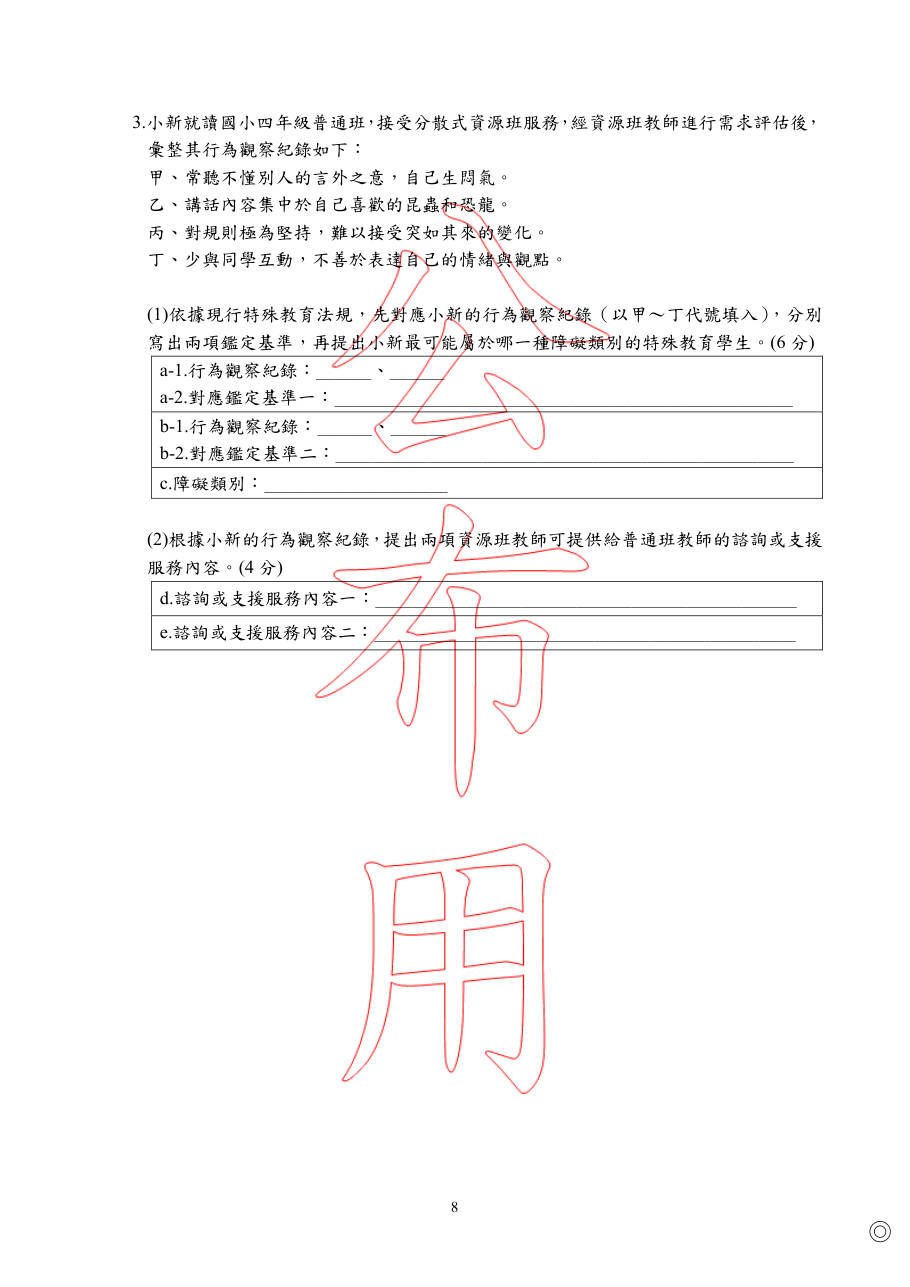 3.小新就讀國小四年級普通班，接受分散式資源班服務，經資源班教師進行需求評估後，
彙整其行為觀察紀錄如下：
甲、常聽不懂別人的言外之意，自己生悶氣。
乙、講話內容集中於自己喜歡的昆蟲和恐龍。
丙、對規則極為堅持，難以接受突如其來的變化。
丁、少與同學互動，不善於表達自己的情緒與觀點。
(1)依據現行特殊教育法規，先對應小新的行為觀察紀錄（以甲～丁代號填入），分別
寫出兩項鑑定基準，再提出小新最可能屬於哪一種障礙類別的特殊教育學生。(6 分)
a-1.行為觀察紀錄：______、______
a-2.對應鑑定基準一：__________________________________________________
b-1.行為觀察紀錄：______、______
b-2.對應鑑定基準二：__________________________________________________
c.障礙類別：____________________
(2)根據小新的行為觀察紀錄，提出兩項資源班教師可提供給普通班教師的諮詢或支援
服務內容。(4 分)
d.諮詢或支援服務內容一：______________________________________________
e.諮詢或支援服務內容二：______________________________________________
公布用
8
◎